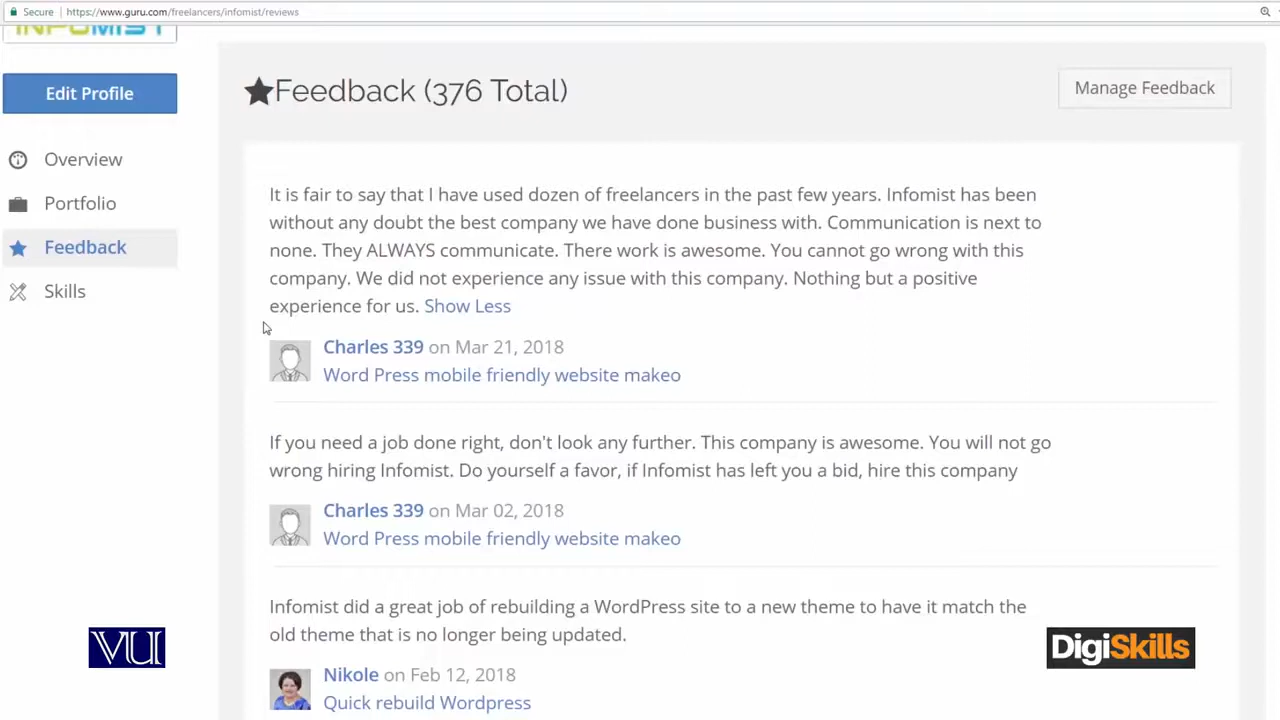 Secure
https://www.guru.com/freelancers/infomist/reviews
INFOMIST
Edit Profile
Overview
Portfolio
Feedback
Skills
Feedback (376 Total)
Manage Feedback
It is fair to say that I have used dozen of freelancers in the past few years. Infomist has been
without any doubt the best company we have done business with. Communication is next to
none. They ALWAYS communicate. There work is awesome. You cannot go wrong with this
company. We did not experience any issue with this company. Nothing but a positive
experience for us. Show Less
Charles 339 on Mar 21, 2018
Word Press mobile friendly website makeo
If you need a job done right, don't look any further. This company is awesome. You will not go
wrong hiring Infomist. Do yourself a favor, if Infomist has left you a bid, hire this company
Charles 339 on Mar 02, 2018
Word Press mobile friendly website makeo
Infomist did a great job of rebuilding a WordPress site to a new theme to have it match the
old theme that is no longer being updated.
Nikole on Feb 12, 2018
Quick rebuild Wordpress
VU
DigiSkills